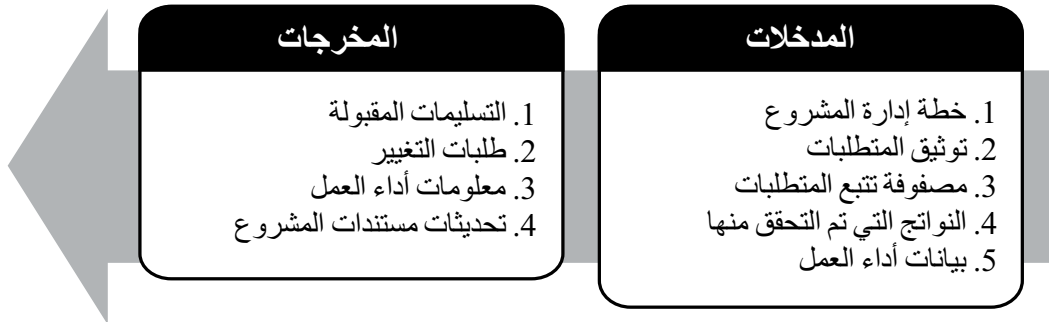 المدخلات
1. خطة إدارة المشروع
2. توثيق المتطلبات
3. مصفوفة تتبع المتطلبات
4. النواتج التي تم التحقق منها
5. بيانات أداء العمل
المخرجات
1. التسليمات المقبولة
2. طلبات التغيير
3. معلومات أداء العمل
4. تحديثات مستندات المشروع